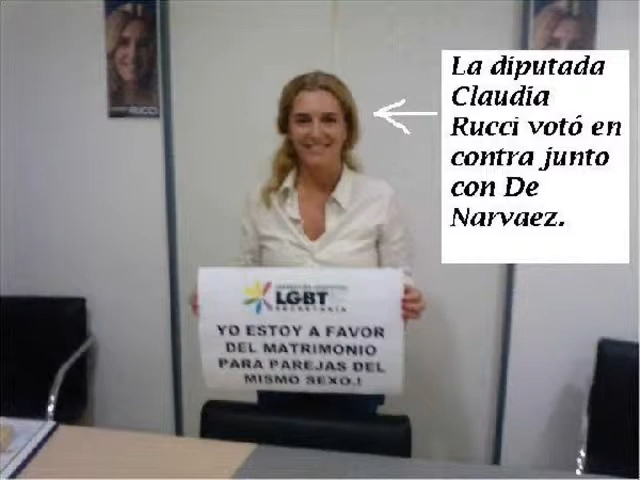 RUCCI
La diputada
Claudia
Rucci votó en
contra junto
con De
Narvaez.
LGBT
SECRETARÍA
YO ESTOY A FAVOR
DEL MATRIMONIO
PARA PAREJAS DEL
MISMO SEXO.!